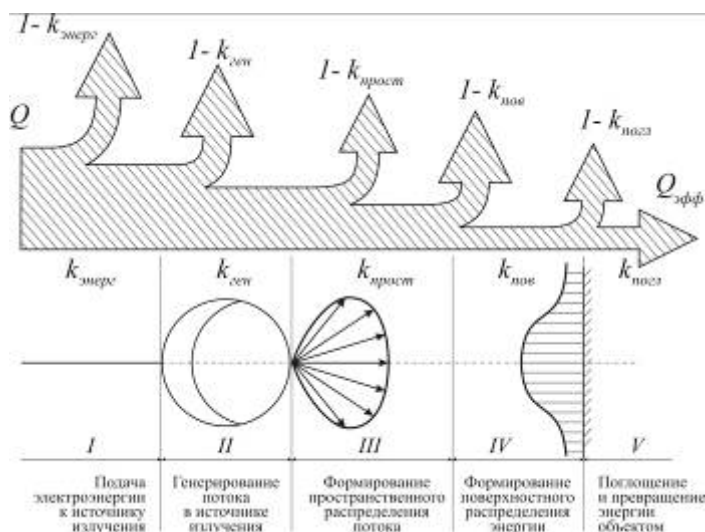 1- kэнерг
1- kген
1- kпрост
1- kпов
1- kпогл
Q
Qэфф
kэнерг
kген
kпрост
kпов
kпогл
I
II
III
IV
V
Подача
электроэнергии
к источнику
излучения
Генерирование
потока
в источнике
излучения
Формирование
пространственного
распределения
потока
Формирование
поверхностного
распределения
энергии
Поглощение
и превращение
энергии
объектом